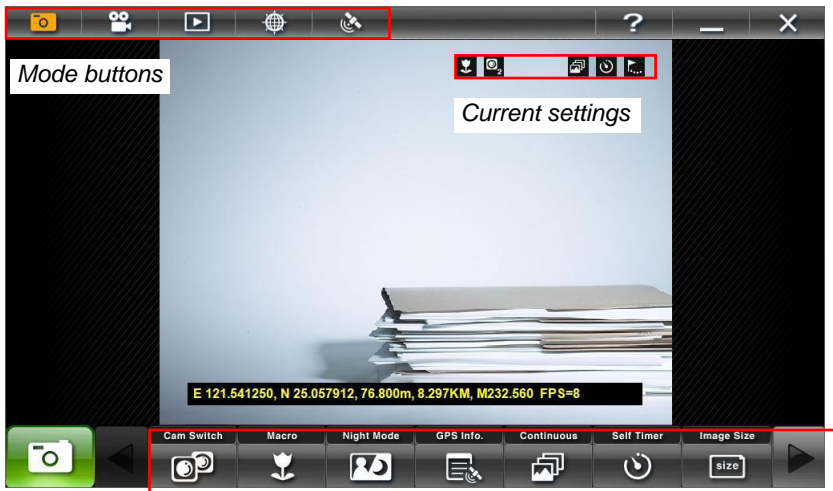 ?
Mode buttons
2
Current settings
E 121.541250, N 25.057912, 76.800m, 8.297KM, M232.560 FPS=8
Cam Switch Macro Night Mode GPS Info. Continuous Self Timer Image Size
size